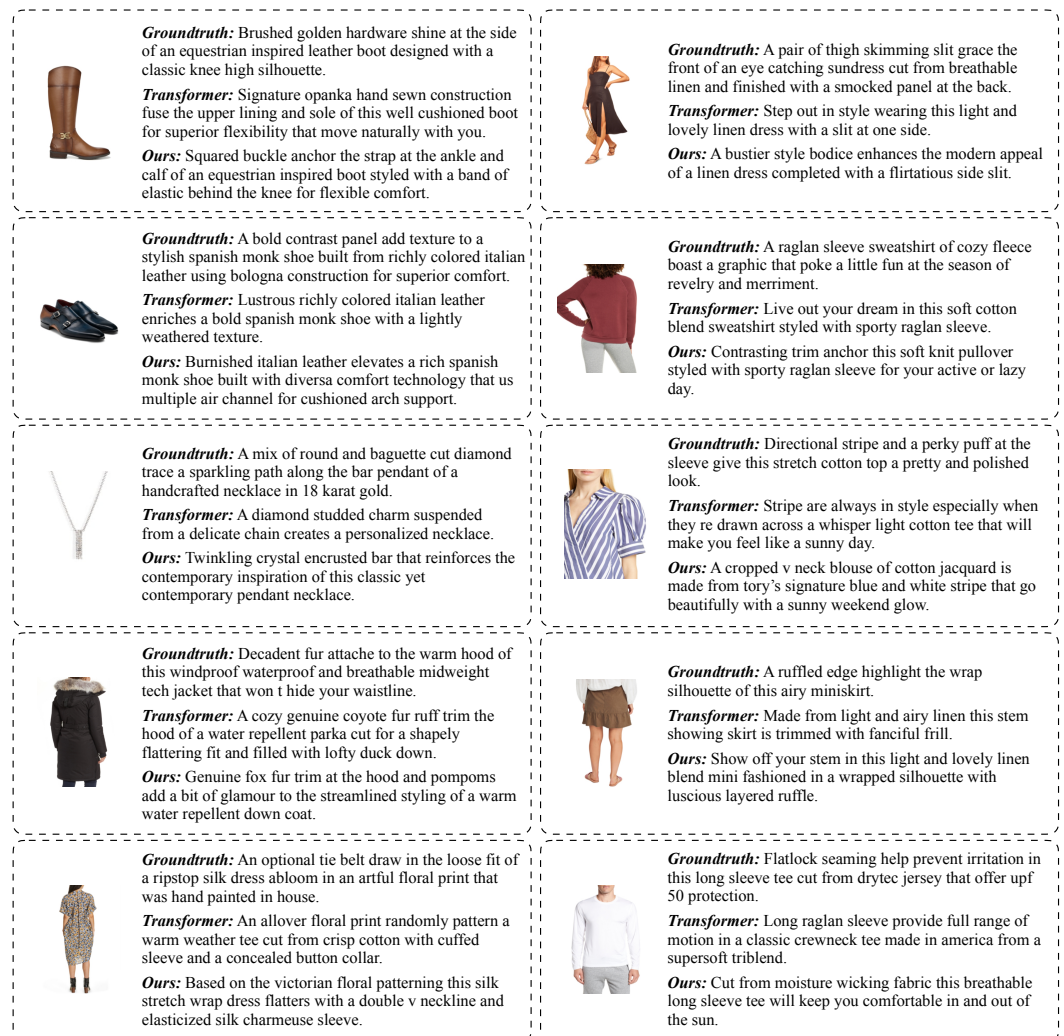 Groundtruth: Brushed golden hardware shine at the side
of an equestrian inspired leather boot designed with a
classic knee high silhouette.
Transformer: Signature opanka hand sewn construction
fuse the upper lining and sole of this well cushioned boot
for superior flexibility that move naturally with you.
Ours: Squared buckle anchor the strap at the ankle and
calf of an equestrian inspired boot styled with a band of
elastic behind the knee for flexible comfort.
Groundtruth: A pair of thigh skimming slit grace the
front of an eye catching sundress cut from breathable
linen and finished with a smocked panel at the back.
Transformer: Step out in style wearing this light and
lovely linen dress with a slit at one side.
Ours: A bustier style bodice enhances the modern appeal
of a linen dress completed with a flirtatious side slit.
Groundtruth: A bold contrast panel add texture to a
stylish spanish monk shoe built from richly colored italian
leather using bologna construction for superior comfort.
Transformer: Lustrous richly colored italian leather
enriches a bold spanish monk shoe with a lightly
weathered texture.
Ours: Burnished italian leather elevates a rich spanish
monk shoe built with diversa comfort technology that us
multiple air channel for cushioned arch support.
Groundtruth: A raglan sleeve sweatshirt of cozy fleece
boast a graphic that poke a little fun at the season of
revelry and merriment.
Transformer: Live out your dream in this soft cotton
blend sweatshirt styled with sporty raglan sleeve.
Ours: Contrasting trim anchor this soft knit pullover
styled with sporty raglan sleeve for your active or lazy
day.
Groundtruth: A mix of round and baguette cut diamond
trace a sparkling path along the bar pendant of a
handcrafted necklace in 18 karat gold.
Transformer: A diamond studded charm suspended
from a delicate chain creates a personalized necklace.
Ours: Twinkling crystal encrusted bar that reinforces the
contemporary inspiration of this classic yet
contemporary pendant necklace.
Groundtruth: Directional stripe and a perky puff at the
sleeve give this stretch cotton top a pretty and polished
look.
Transformer: Stripe are always in style especially when
they re drawn across a whisper light cotton tee that will
make you feel like a sunny day.
Ours: A cropped v neck blouse of cotton jacquard is
made from tory's signature blue and white stripe that go
beautifully with a sunny weekend glow.
Groundtruth: Decadent fur attache to the warm hood of
this windproof waterproof and breathable midweight
tech jacket that won t hide your waistline.
Transformer: A cozy genuine coyote fur ruff trim the
hood of a water repellent parka cut for a shapely
flattering fit and filled with lofty duck down.
Ours: Genuine fox fur trim at the hood and pompoms
add a bit of glamour to the streamlined styling of a warm
water repellent down coat.
Groundtruth: A ruffled edge highlight the wrap
silhouette of this airy miniskirt.
Transformer: Made from light and airy linen this stem
showing skirt is trimmed with fanciful frill.
Ours: Show off your stem in this light and lovely linen
blend mini fashioned in a wrapped silhouette with
luscious layered ruffle.
Groundtruth: An optional tie belt draw in the loose fit of
a ripstop silk dress abloom in an artful floral print that
was hand painted in house.
Transformer: An allover floral print randomly pattern a
warm weather tee cut from crisp cotton with cuffed
sleeve and a concealed button collar.
Ours: Based on the victorian floral patterning this silk
stretch wrap dress flatters with a double v neckline and
elasticized silk charmeuse sleeve.
Groundtruth: Flatlock seaming help prevent irritation in
this long sleeve tee cut from drytec jersey that offer upf
50 protection.
Transformer: Long raglan sleeve provide full range of
motion in a classic crewneck tee made in america from a
supersoft triblend.
Ours: Cut from moisture wicking fabric this breathable
long sleeve tee will keep you comfortable in and out of
the sun.